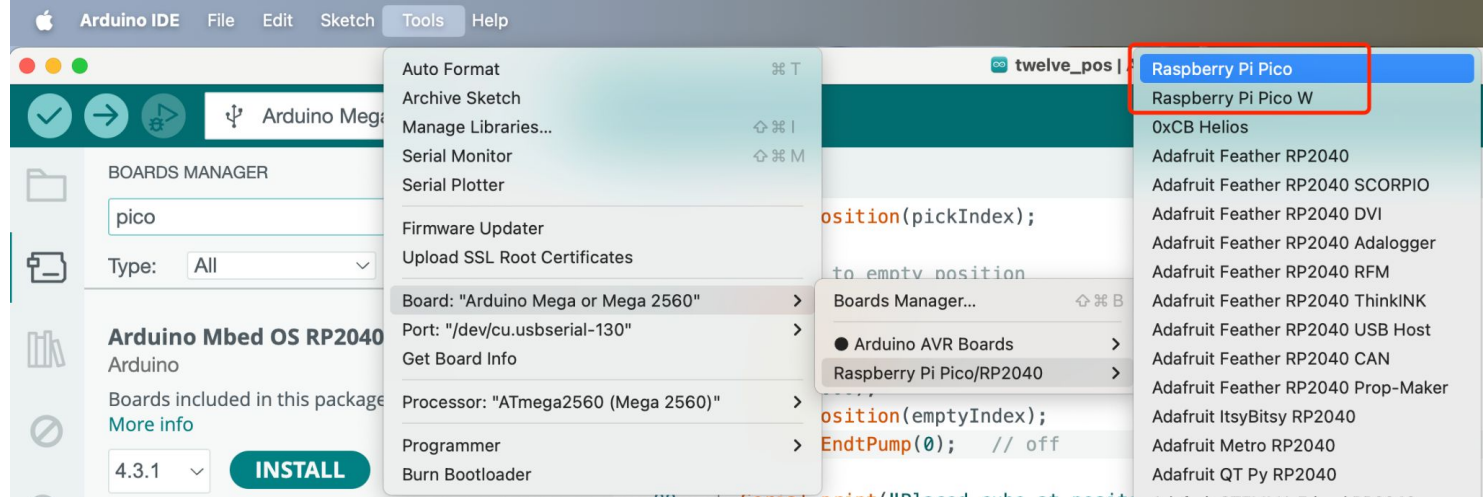 Arduino IDE File Edit Sketch Tools Help
twelve_pos |
Arduino Mega
BOARDS MANAGER
pico
Type: All
Arduino Mbed OS RP2040
Arduino
Boards included in this package
More info
4.3.1 INSTALL
Auto Format ⌘ T
Archive Sketch
Manage Libraries... ⇧ ⌘ I
Serial Monitor ⇧ ⌘ M
Serial Plotter
Firmware Updater
Upload SSL Root Certificates
Board: "Arduino Mega or Mega 2560"
Port: "/dev/cu.usbserial-130"
Get Board Info
Processor: "ATmega2560 (Mega 2560)"
Programmer
Burn Bootloader
osition(pickIndex);
to empty position
osition(emptyIndex);
EndtPump(0); // off
Boards Manager... ⇧ ⌘ B
Arduino AVR Boards
Raspberry Pi Pico/RP2040
Raspberry Pi Pico
Raspberry Pi Pico W
0xCB Helios
Adafruit Feather RP2040
Adafruit Feather RP2040 SCORPIO
Adafruit Feather RP2040 DVI
Adafruit Feather RP2040 Adalogger
Adafruit Feather RP2040 RFM
Adafruit Feather RP2040 ThinkINK
Adafruit Feather RP2040 USB Host
Adafruit Feather RP2040 CAN
Adafruit Feather RP2040 Prop-Maker
Adafruit ItsyBitsy RP2040
Adafruit Metro RP2040
Adafruit QT Py RP2040